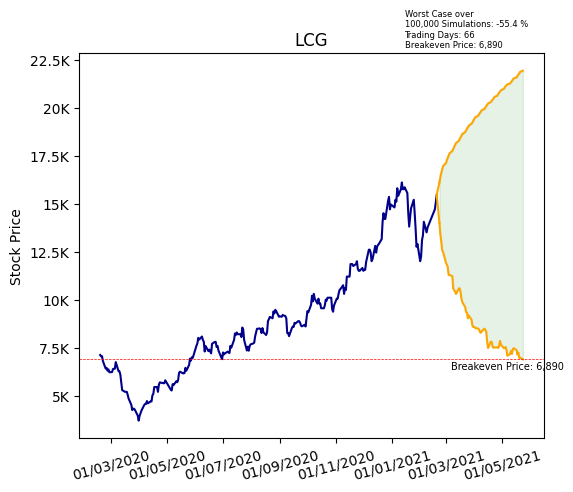 Worst Case over
100,000 Simulations: -55.4 %
Trading Days: 66
Breakeven Price: 6,890
LCG
22.5K
20K
17.5K
15K
12.5K
10K
7.5K
5K
Stock Price
Breakeven Price: 6,890
01/03/2020 01/05/2020 01/07/2020 01/09/2020 01/11/2020 01/01/2021 01/03/2021 01/05/2021